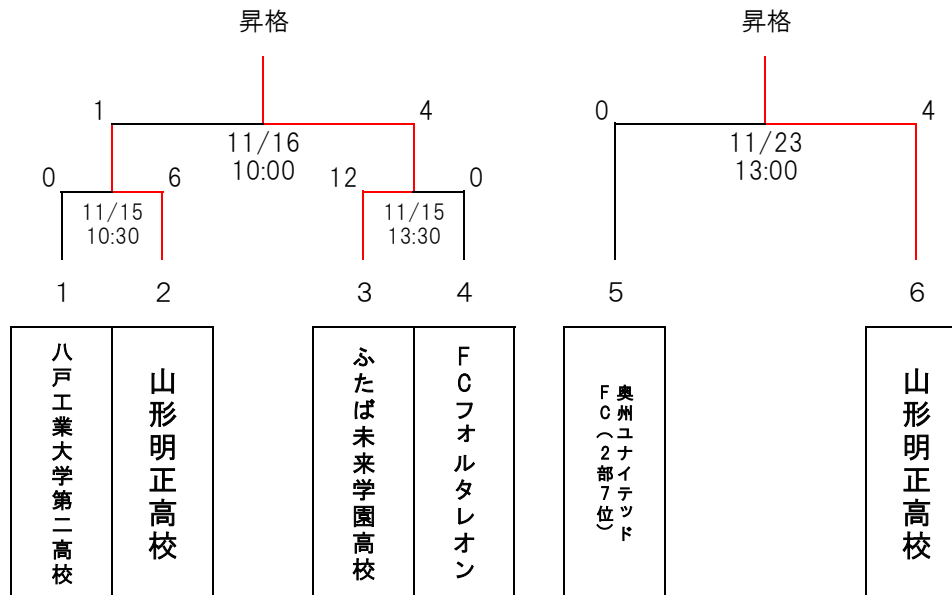 昇格
昇格
1
4
0
4
11/16
10:00
11/23
13:00
0
6
12
0
11/15
10:30
11/15
13:30
1
2
3
4
5
6
八戸工業大学第二高校
山形明正高校
ふたば未来学園高校
FCフオルタレオン
奥州ユナイテッド
FC(2部7位)
山形明正高校